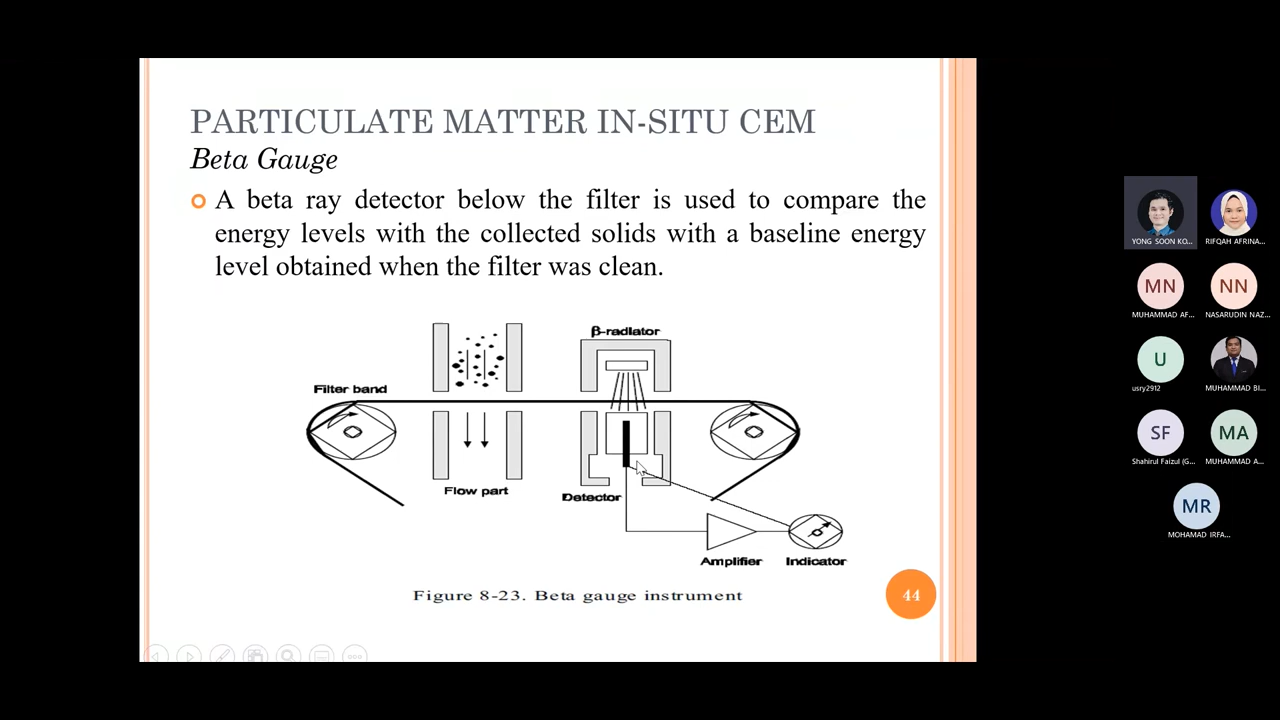 PARTICULATE MATTER IN-SITU CEM
Beta Gauge
A beta ray detector below the filter is used to compare the
energy levels with the collected solids with a baseline energy
level obtained when the filter was clean.
β-radiator
Filter band
Flow part
Detector
Amplifier
Indicator
Figure 8-23. Beta gauge instrument
44
YONG SOON KO...
RIFQAH AFRINA...
MN
NN
MUHAMMAD AF...
NASARUDIN NAZ...
U
usry2912
MUHAMMAD BI...
SF
MA
Shahirul Faizul (G...
MUHAMMAD A...
MR
MOHAMAD IRFA...